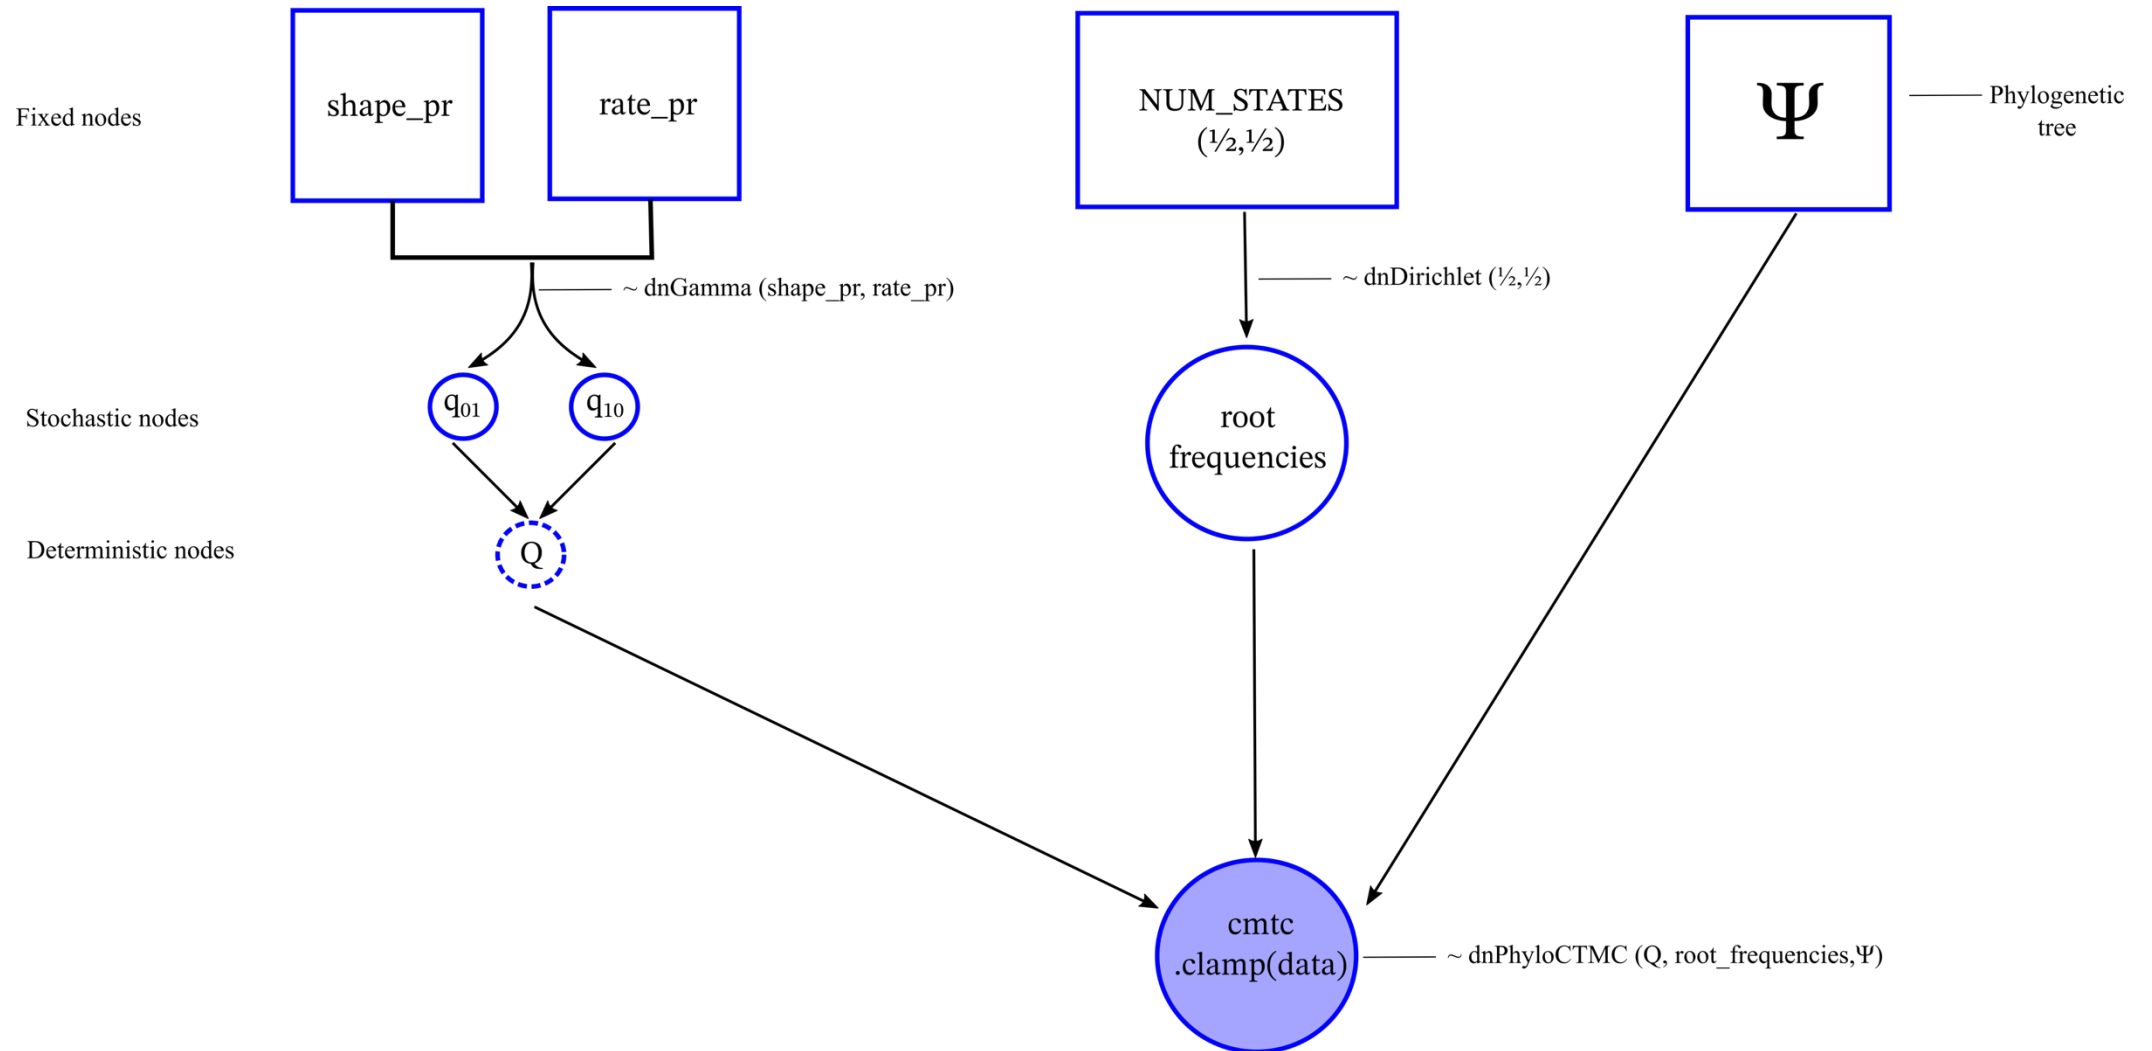 Fixed nodes
shape_pr
rate_pr
NUM_STATES
(½,½)
Ψ
Phylogenetic
tree
~ dnGamma (shape_pr, rate_pr)
~ dnDirichlet (½,½)
Stochastic nodes
q₀₁
q₁₀
root
frequencies
Deterministic nodes
Q
cmtc
.clamp(data)
~ dnPhyloCTMC (Q, root_frequencies,Ψ)